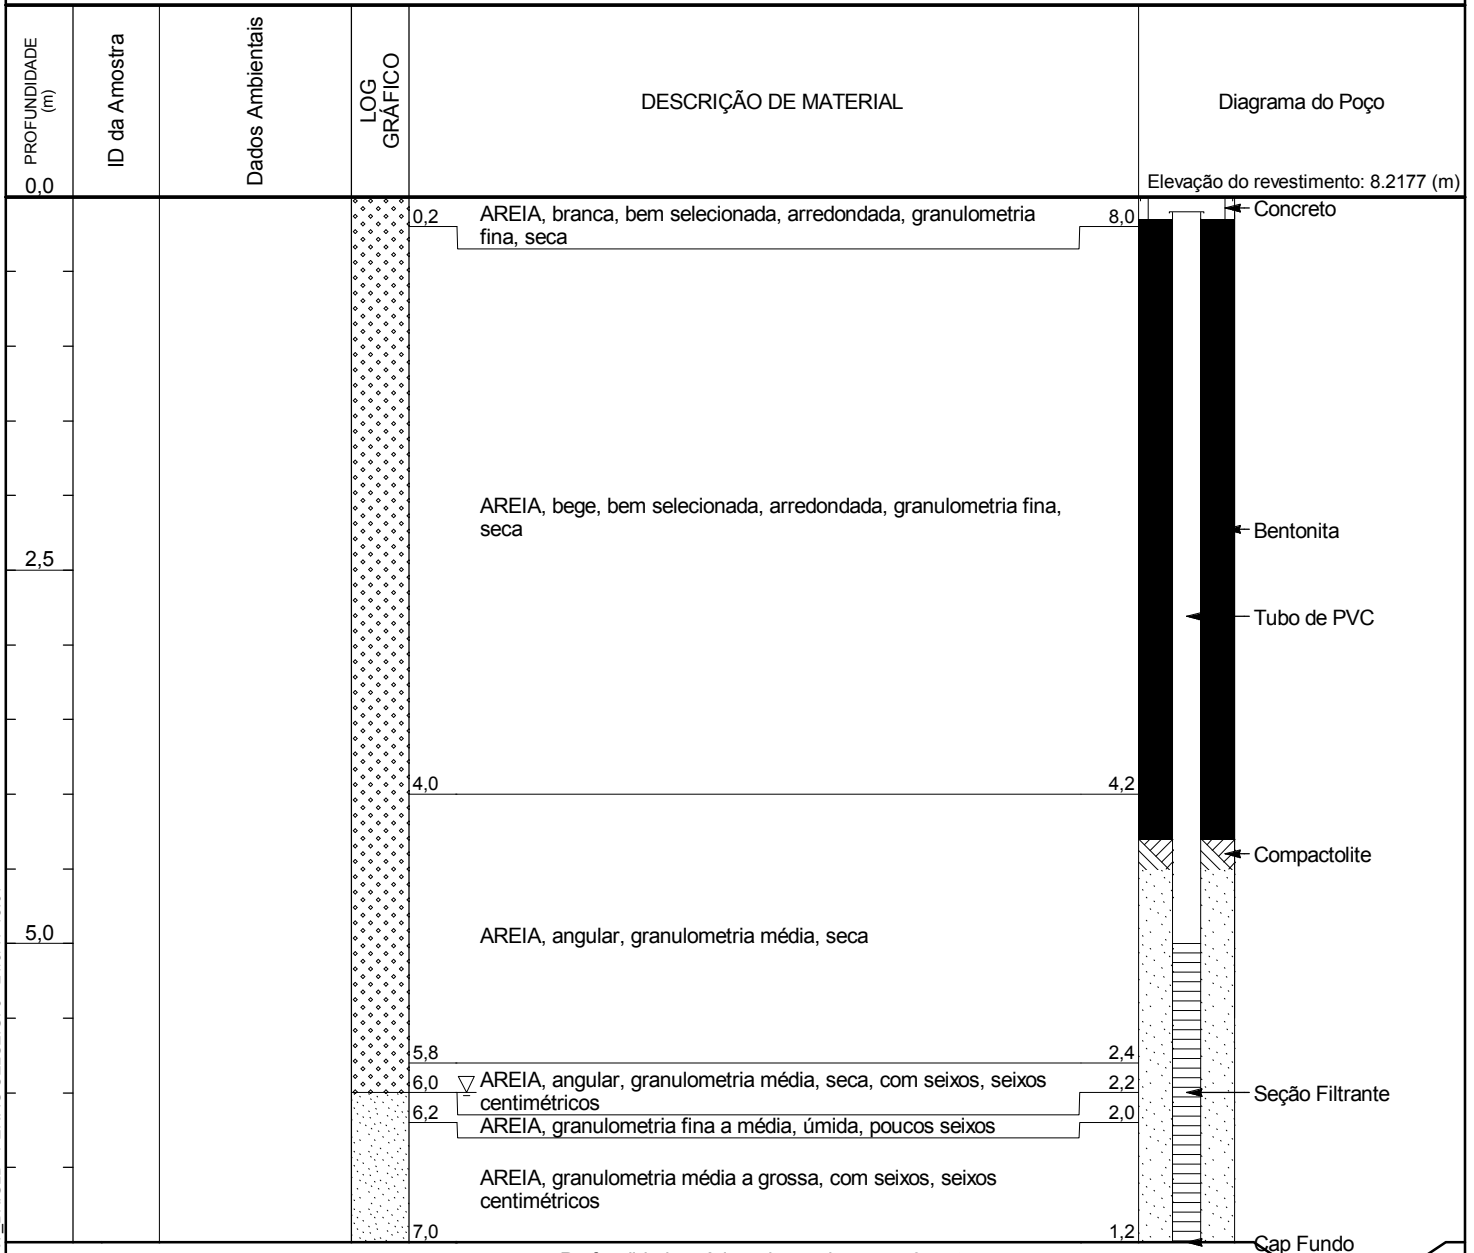 PROFUNDIDADE
(m)
0,0
ID da Amostra
Dados Ambientais
LOG
GRÁFICO
DESCRIÇÃO DE MATERIAL
Diagrama do Poço
Elevação do revestimento: 8.2177 (m)
0,2
AREIA, branca, bem selecionada, arredondada, granulometria
fina, seca
8,0
Concreto
AREIA, bege, bem selecionada, arredondada, granulometria fina,
seca
Bentonita
2,5
Tubo de PVC
4,0
4,2
Compactolite
5,0
AREIA, angular, granulometria média, seca
5,8
2,4
6,0
AREIA, angular, granulometria média, seca, com seixos, seixos
centimétricos
2,2
Seção Filtrante
6,2
AREIA, granulometria fina a média, úmida, poucos seixos
2,0
AREIA, granulometria média a grossa, com seixos, seixos
centimétricos
7,0
1,2
Cap Fundo